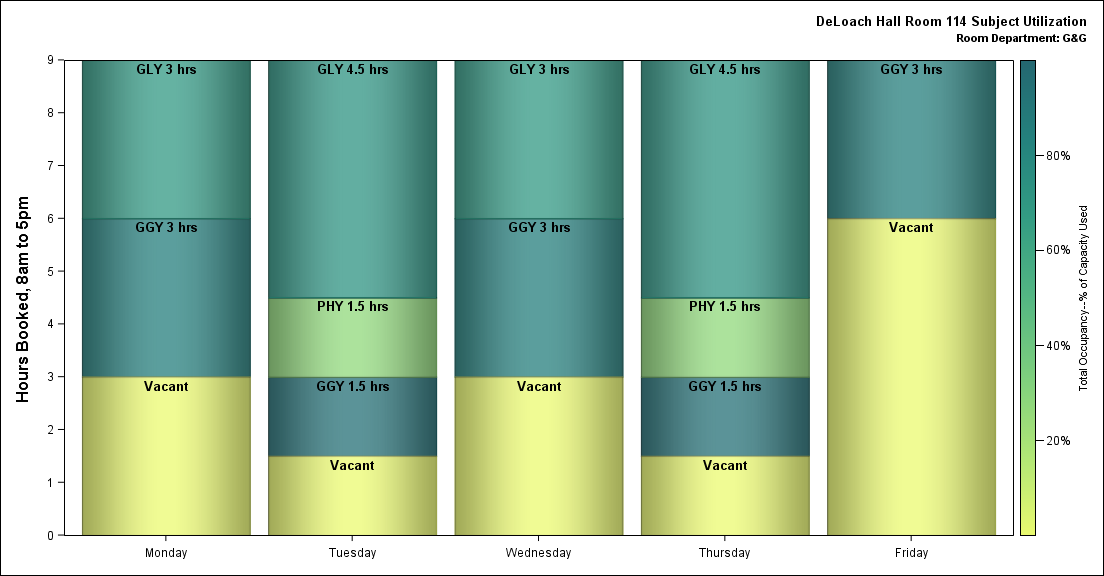 DeLoach Hall Room 114 Subject Utilization
Room Department: G&G
Hours Booked, 8am to 5pm
9
8
7
6
5
4
3
2
1
0
GLY 3 hrs
GGY 3 hrs
Vacant
Monday
GLY 4.5 hrs
PHY 1.5 hrs
GGY 1.5 hrs
Vacant
Tuesday
GLY 3 hrs
GGY 3 hrs
Vacant
Wednesday
GLY 4.5 hrs
PHY 1.5 hrs
GGY 1.5 hrs
Vacant
Thursday
GGY 3 hrs
Vacant
Friday
80%
60%
40%
20%
Total Occupancy--% of Capacity Used